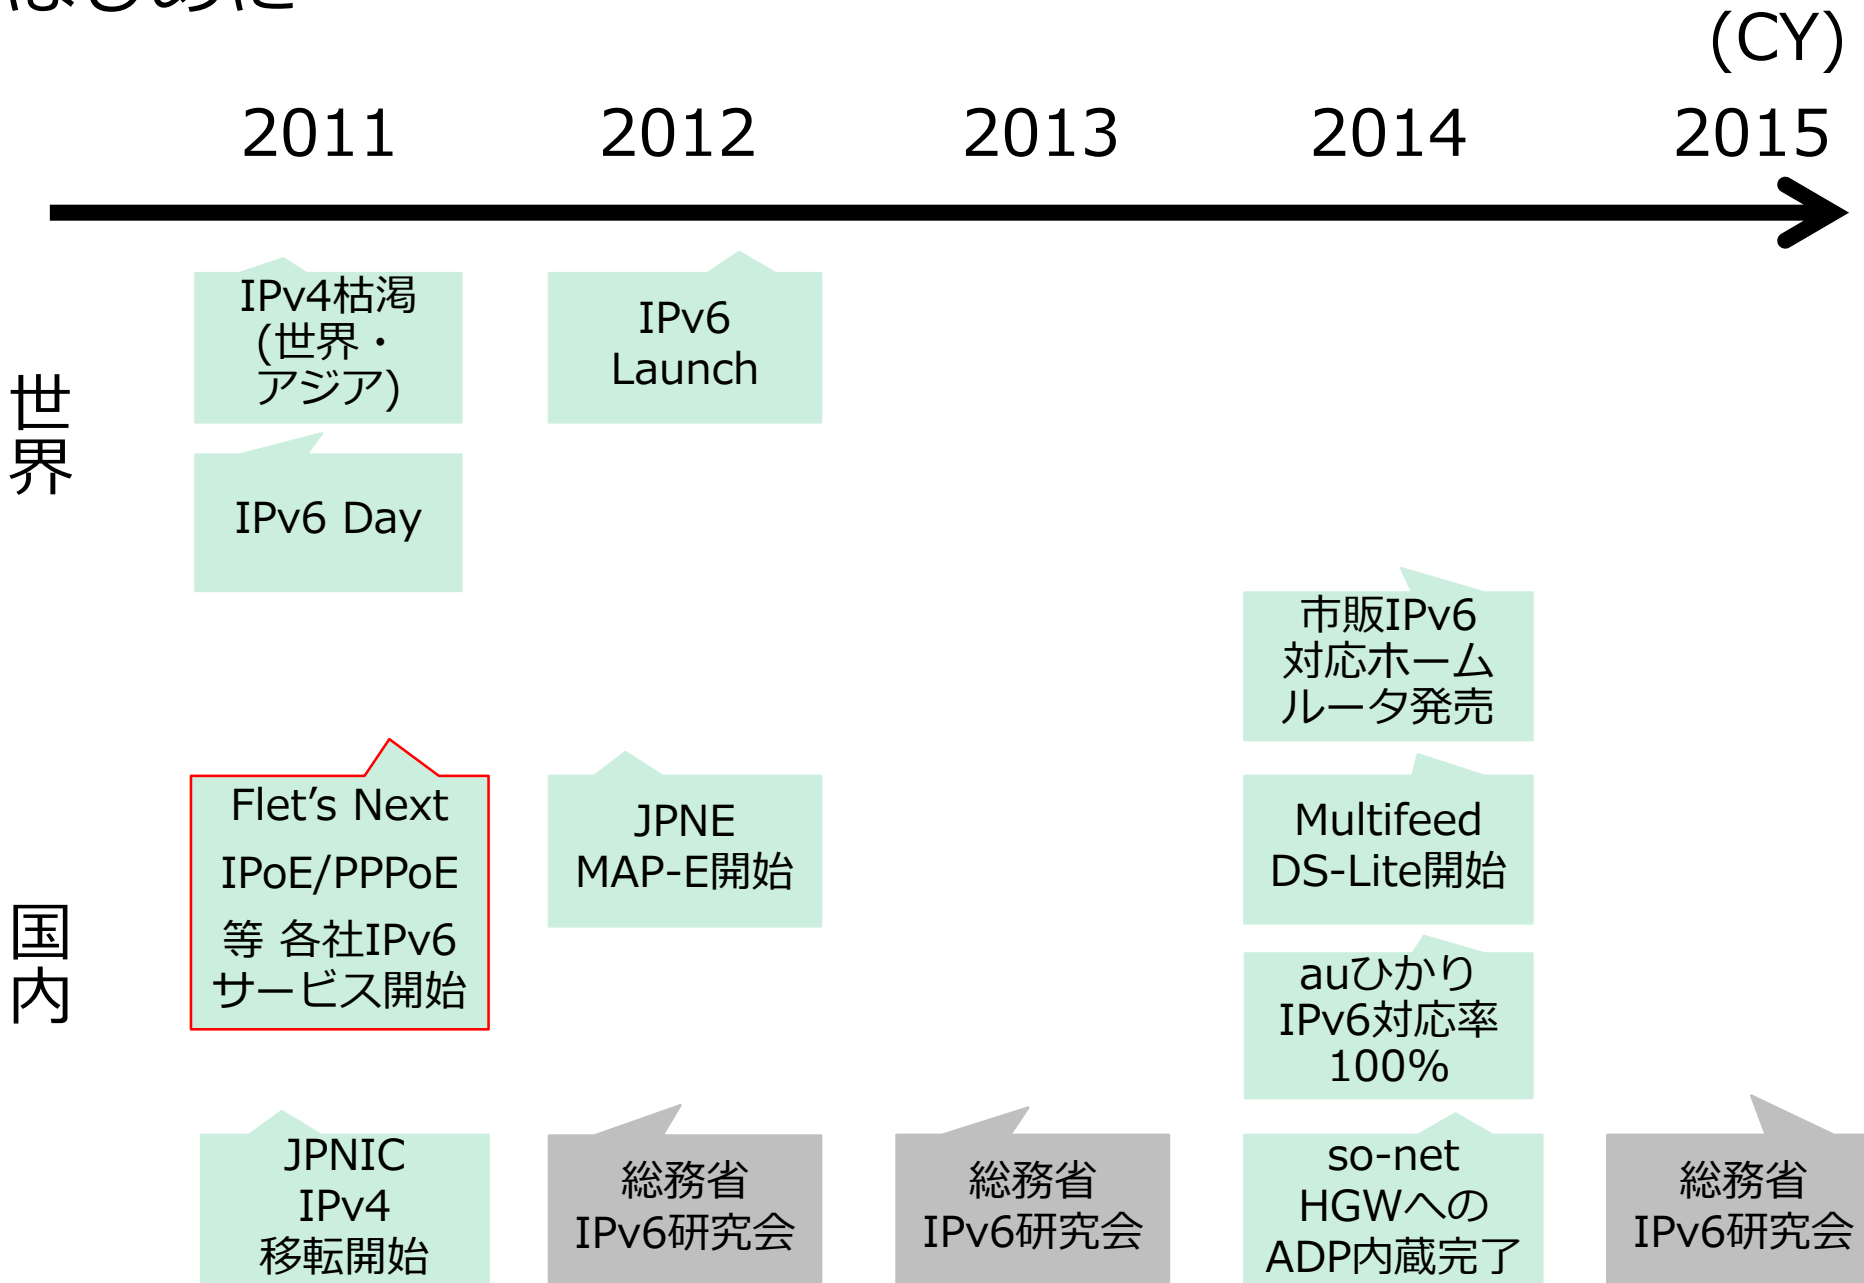 はじめに
(CY)
2011
2012
2013
2014
2015
世界
IPv4枯渇
(世界・
アジア)
IPv6
Launch
IPv6 Day
国内
市販IPv6
対応ホーム
ルータ発売
Flet’s Next
IPoE/PPPoE
等 各社IPv6
サービス開始
JPNE
MAP-E開始
Multifeed
DS-Lite開始
auひかり
IPv6対応率
100%
JPNIC
IPv4
移転開始
総務省
IPv6研究会
総務省
IPv6研究会
so-net
HGWへの
ADP内蔵完了
総務省
IPv6研究会